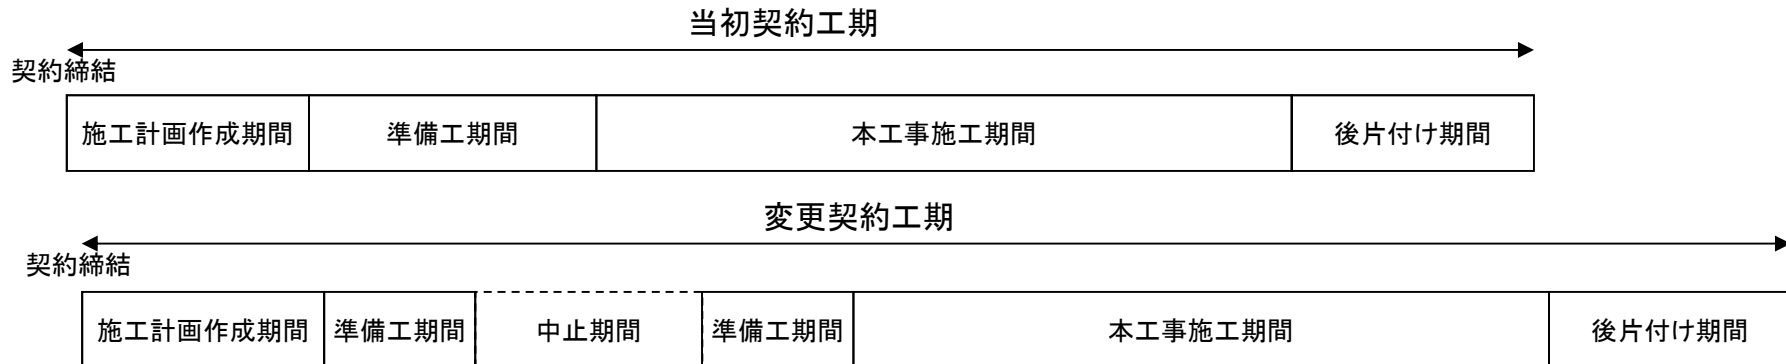 当初契約工期
契約締結
施工計画作成期間 準備工期間 本工事施工期間 後片付け期間
変更契約工期
契約締結
施工計画作成期間 準備工期間 中止期間 準備工期間 本工事施工期間 後片付け期間